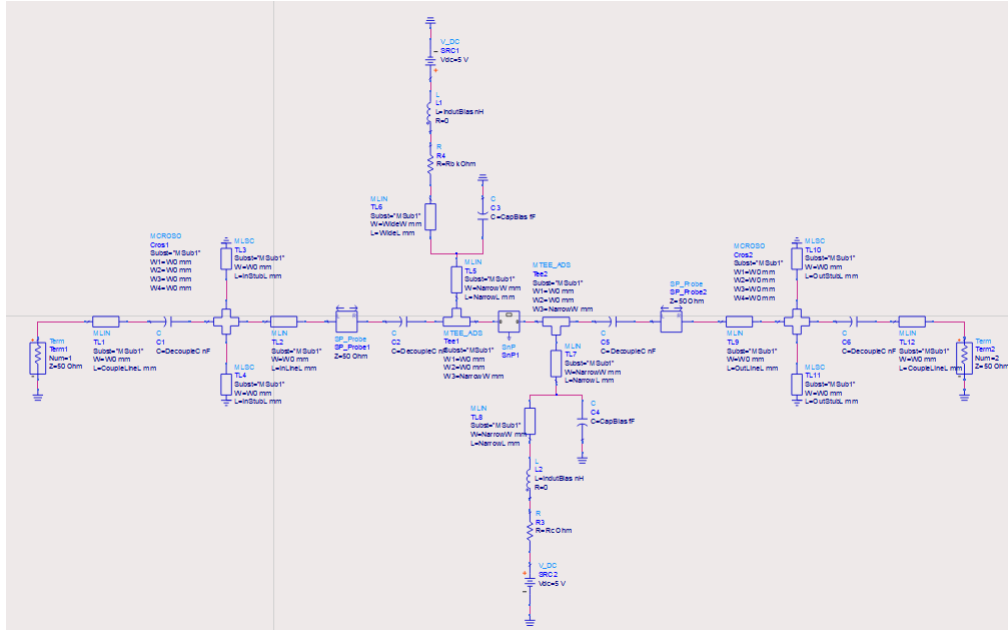 V_DC
SRC1
Vdc=5 V
L
L1
L=IndutBias nH
R=0
R
R4
R=Rb kOhm
MLIN
TL6
Subst="MSub1"
W=WideW mm
L=WideL mm
C
C3
C=CapBias fF
MLIN
TL5
Subst="MSub1"
W=NarrowW mm
L=NarrowL mm
MCROSO
Cros1
Subst="MSub1"
W1=W0 mm
W2=W0 mm
W3=W0 mm
W4=W0 mm
MLSC
TL3
Subst="MSub1"
W=W0 mm
L=InStubL mm
MTEE_ADS
Tee2
Subst="MSub1"
W1=W0 mm
W2=W0 mm
W3=NarrowW mm
SP_Probe
SP_Probe2
Z=50 Ohm
MCROSO
Cros2
Subst="MSub1"
W1=W0 mm
W2=W0 mm
W3=W0 mm
W4=W0 mm
MLSC
TL10
Subst="MSub1"
W=W0 mm
L=OutStubL mm
Term
Term1
Num=1
Z=50 Ohm
MLIN
TL1
Subst="MSub1"
W=W0 mm
L=CoupleLineL mm
C
C1
C=DecoupleC nF
MLSC
TL4
Subst="MSub1"
W=W0 mm
L=InStubL mm
MLIN
TL2
Subst="MSub1"
W=W0 mm
L=InLineL mm
SP_Probe
SP_Probe1
Z=50 Ohm
C
C2
C=DecoupleC nF
MTEE_ADS
Tee1
Subst="MSub1"
W1=W0 mm
W2=W0 mm
W3=NarrowW mm
SnP
SnP1
MLIN
TL7
Subst="MSub1"
W=NarrowW mm
L=NarrowL mm
C
C5
C=DecoupleC nF
MLIN
TL9
Subst="MSub1"
W=W0 mm
L=OutLineL mm
MLSC
TL11
Subst="MSub1"
W=W0 mm
L=OutStubL mm
C
C6
C=DecoupleC nF
MLIN
TL12
Subst="MSub1"
W=W0 mm
L=CoupleLineL mm
Term
Term2
Num=2
Z=50 Ohm
MLIN
TL8
Subst="MSub1"
W=NarrowW mm
L=NarrowL mm
C
C4
C=CapBias fF
L
L2
L=IndutBias nH
R=0
R
R3
R=Rc Ohm
V_DC
SRC2
Vdc=5 V